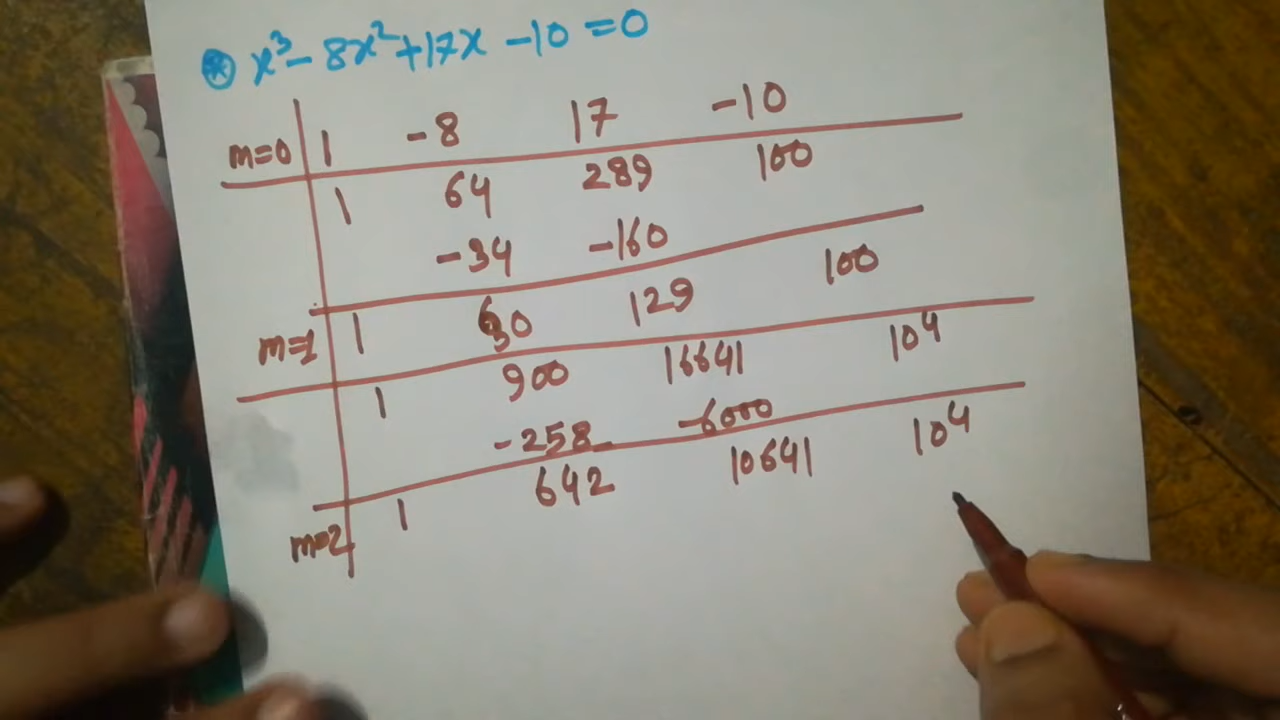 ⊛ x³ - 8x² + 17x - 10 = 0
m=0 1 -8 17 -10
1 64 289 100
-34 -160
m=1 1 30 129 100
1 900 16641 10⁴
-258 -6000
m=2 1 642 10641 10⁴